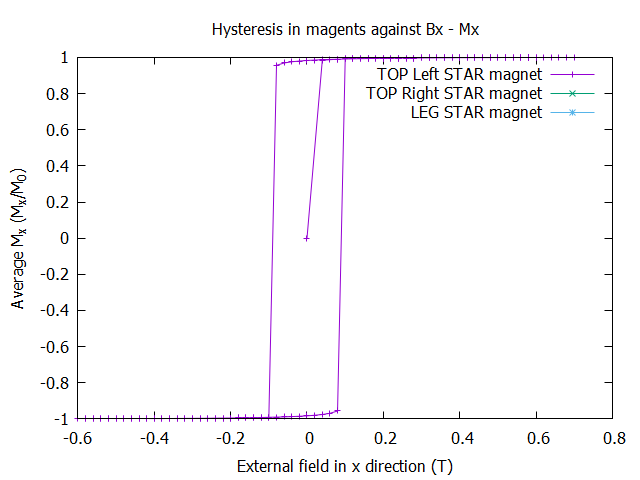 Hysteresis in magents against Bx - Mx
TOP Left STAR magnet
TOP Right STAR magnet
LEG STAR magnet
1
0.8
0.6
0.4
0.2
0
-0.2
-0.4
-0.6
-0.8
-1
Average Mx (Mx/M0)
-0.6 -0.4 -0.2 0 0.2 0.4 0.6 0.8
External field in x direction (T)